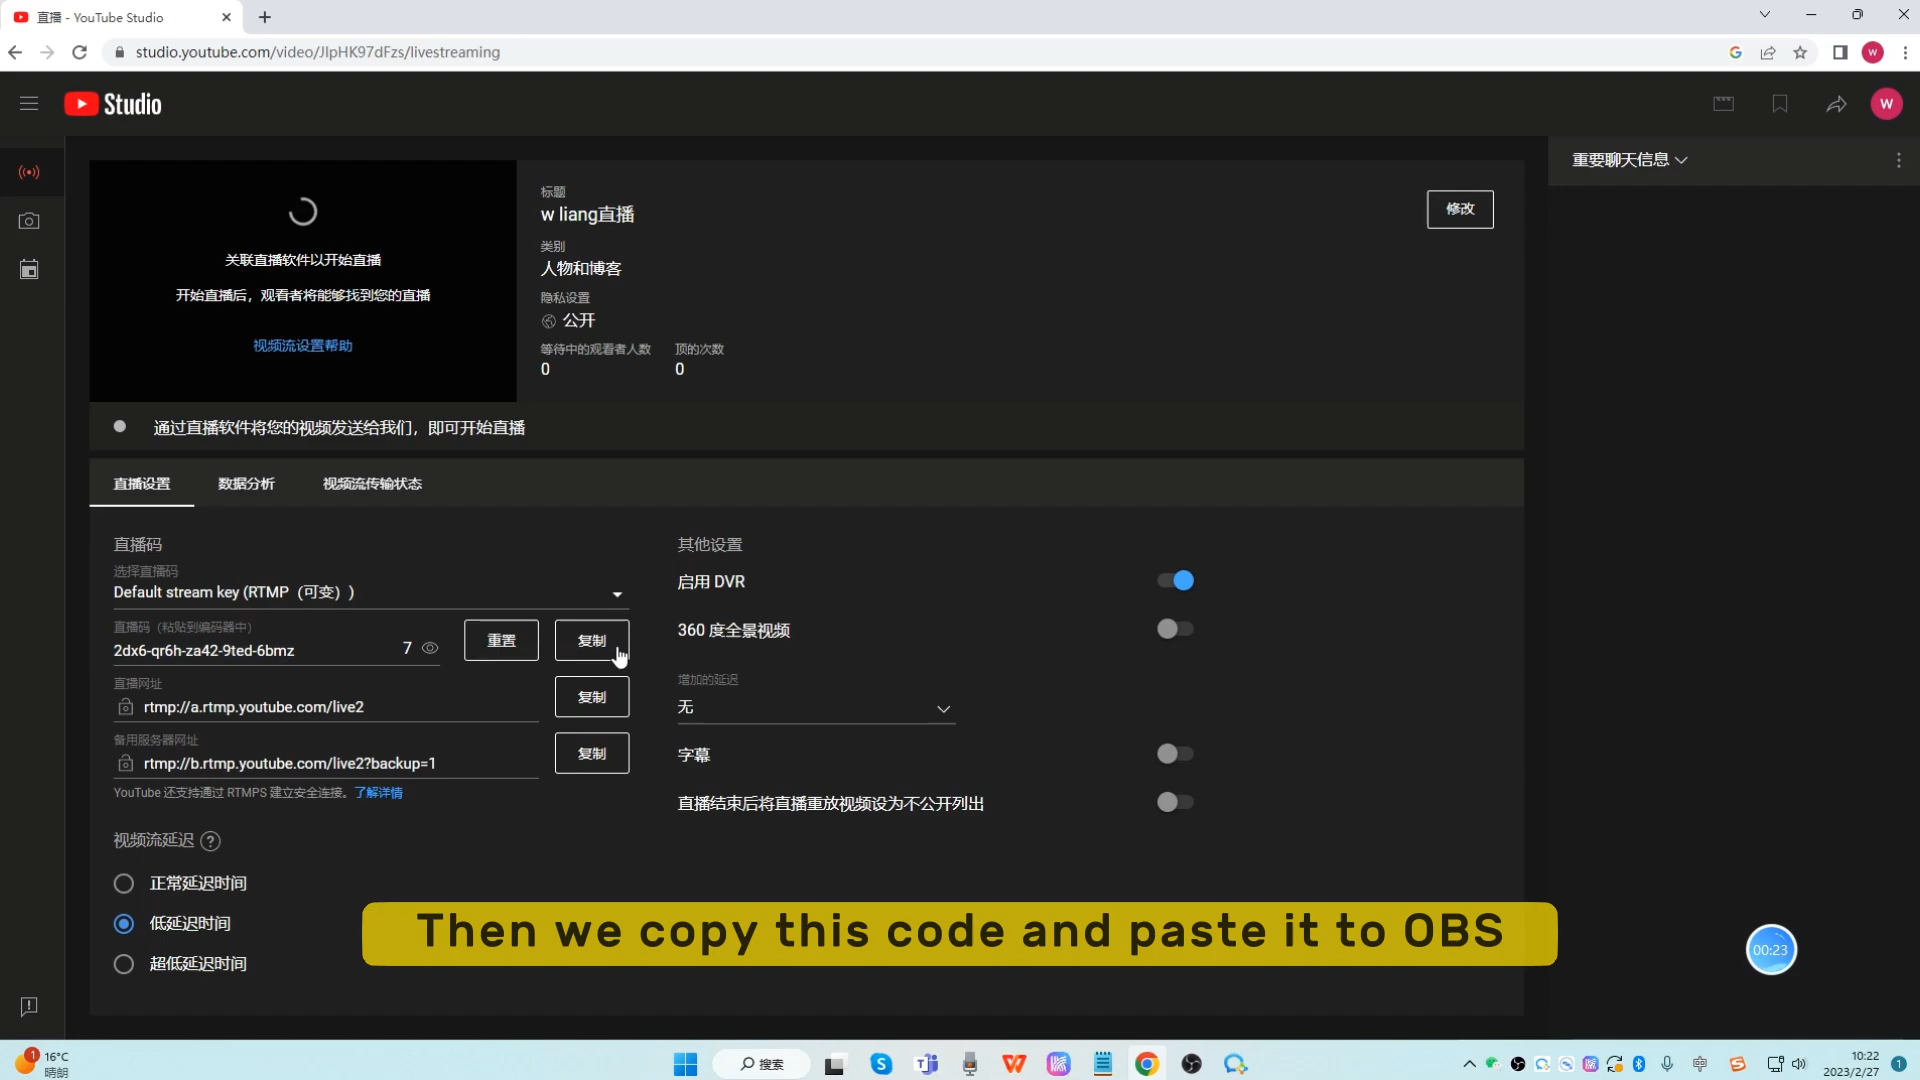 直播 - YouTube Studio
studio.youtube.com/video/JlpHK97dFzs/livestreaming
W
Studio
W
关联直播软件以开始直播
开始直播后，观看者将能够找到您的直播
视频流设置帮助
标题
w liang直播
类别
人物和博客
隐私设置
公开
等待中的观看者人数 顶的次数
0 0
修改
重要聊天信息
通过直播软件将您的视频发送给我们，即可开始直播
直播设置 数据分析 视频流传输状态
直播码
选择直播码
Default stream key (RTMP（可变）)
直播码（粘贴到编码器中）
2dx6-qr6h-za42-9ted-6bmz 7 重置 复制
直播网址
rtmp://a.rtmp.youtube.com/live2 复制
备用服务器网址
rtmp://b.rtmp.youtube.com/live2?backup=1 复制
YouTube 还支持通过 RTMPS 建立安全连接。了解详情
视频流延迟 ?
正常延迟时间
低延迟时间
超低延迟时间
其他设置
启用 DVR
360 度全景视频
增加的延迟
无
字幕
直播结束后将直播重放视频设为不公开列出
Then we copy this code and paste it to OBS
00:23
1
16°C
晴朗
搜索
中
10:22
2023/2/27
1